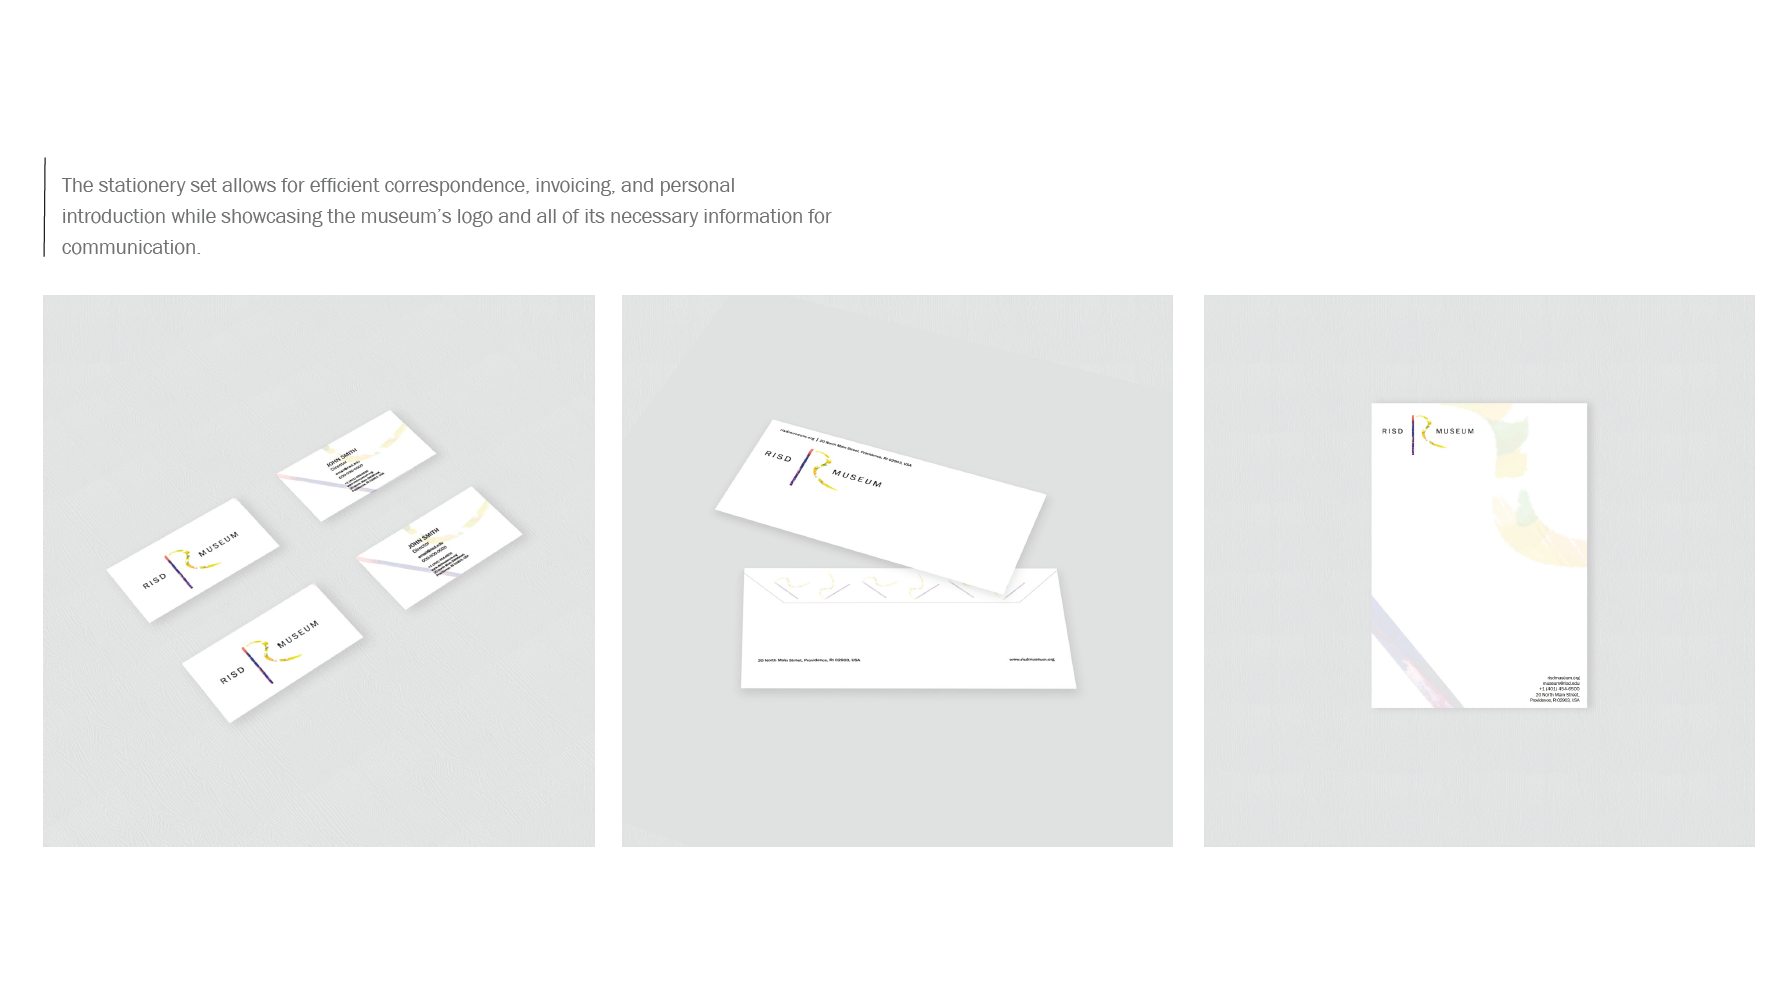 The stationery set allows for efficient correspondence, invoicing, and personal
introduction while showcasing the museum's logo and all of its necessary information for
communication.
JOHN SMITH
Director
JOHN SMITH
Director
RISD R MUSEUM
RISD R MUSEUM
risdmuseum.org | 20 North Main Street, Providence, RI 02903, USA
RISD R MUSEUM
20 North Main Street, Providence, RI 02903, USA
www.risdmuseum.org
RISD R MUSEUM
risdmuseum.org
museum@risd.edu
+1 (401) 454-6500
20 North Main Street,
Providence, RI 02903, USA